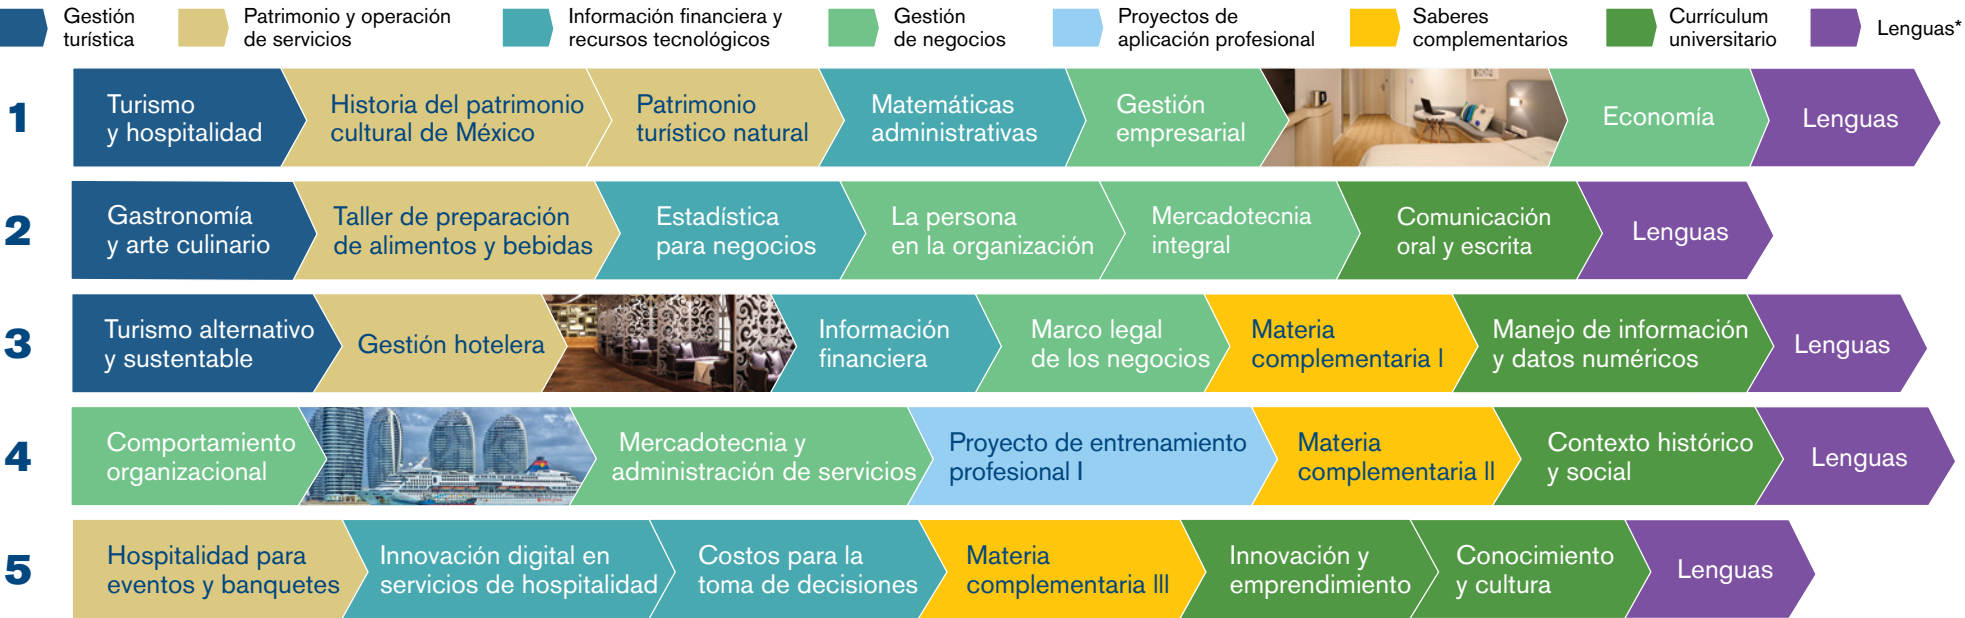 Gestión
turística
Patrimonio y operación
de servicios
Información financiera y
recursos tecnológicos
Gestión
de negocios
Proyectos de
aplicación profesional
Saberes
complementarios
Currículum
universitario
Lenguas*
1
Turismo
y hospitalidad
Historia del patrimonio
cultural de México
Patrimonio
turístico natural
Matemáticas
administrativas
Gestión
empresarial
Economía
Lenguas
2
Gastronomía
y arte culinario
Taller de preparación
de alimentos y bebidas
Estadística
para negocios
La persona
en la organización
Mercadotecnia
integral
Comunicación
oral y escrita
Lenguas
3
Turismo alternativo
y sustentable
Gestión hotelera
Información
financiera
Marco legal
de los negocios
Materia
complementaria I
Manejo de información
y datos numéricos
Lenguas
4
Comportamiento
organizacional
Mercadotecnia y
administración de servicios
Proyecto de entrenamiento
profesional I
Materia
complementaria II
Contexto histórico
y social
Lenguas
5
Hospitalidad para
eventos y banquetes
Innovación digital en
servicios de hospitalidad
Costos para la
toma de decisiones
Materia
complementaria III
Innovación y
emprendimiento
Conocimiento
y cultura
Lenguas